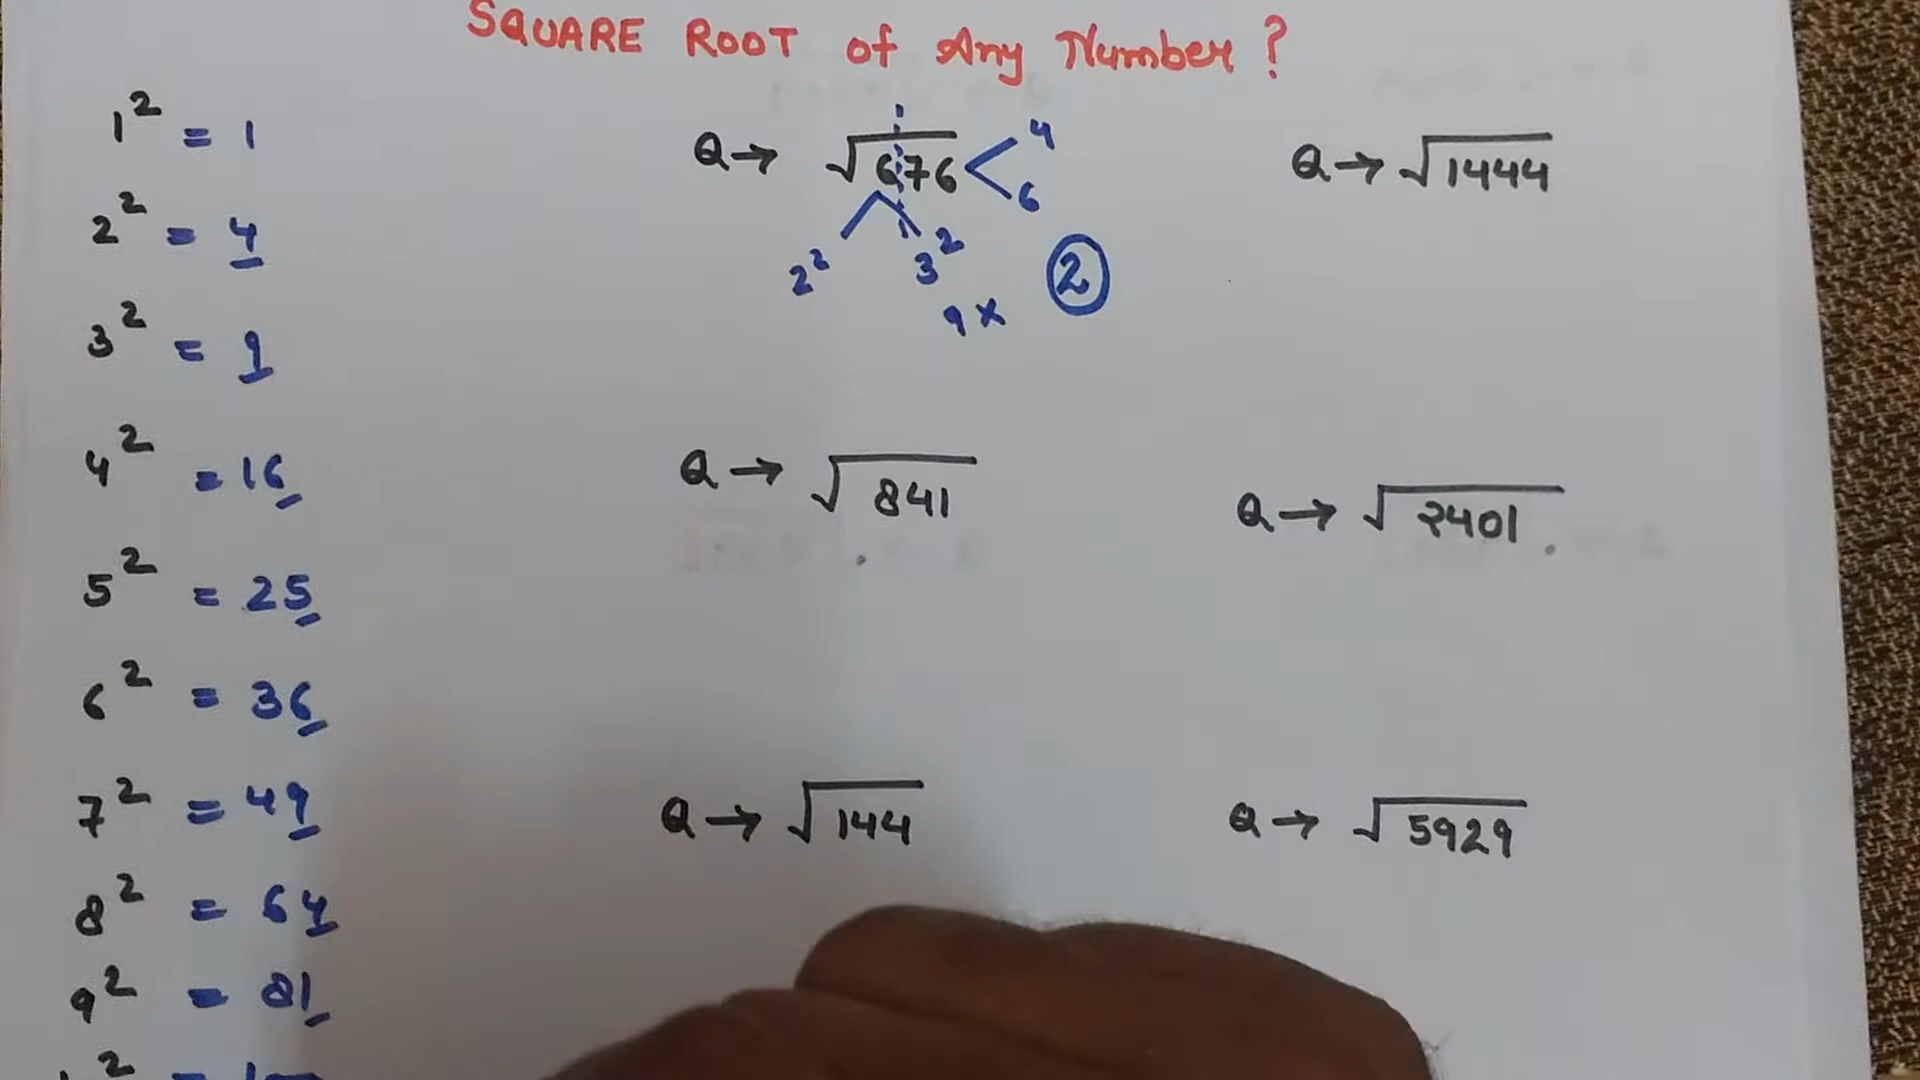 SQUARE ROOT of Any Number ?
1² = 1
2² = 4
3² = 9
4² = 16
5² = 25
6² = 36
7² = 49
8² = 64
9² = 81
Q → √676 < 4
6
2² 3² ②
9 ×
Q → √841
Q → √144
Q → √1444
Q → √2401
Q → √5929